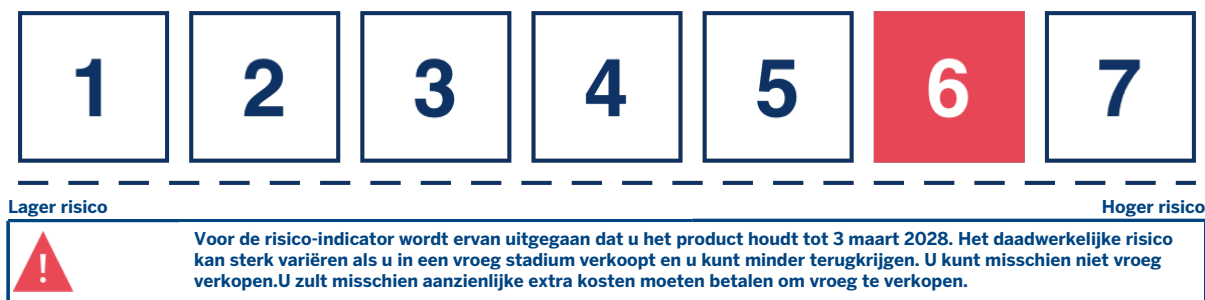 1 2 3 4 5 6 7
Lager risico Hoger risico
!
Voor de risico-indicator wordt ervan uitgegaan dat u het product houdt tot 3 maart 2028. Het daadwerkelijke risico
kan sterk variëren als u in een vroeg stadium verkoopt en u kunt minder terugkrijgen. U kunt misschien niet vroeg
verkopen.U zult misschien aanzienlijke extra kosten moeten betalen om vroeg te verkopen.